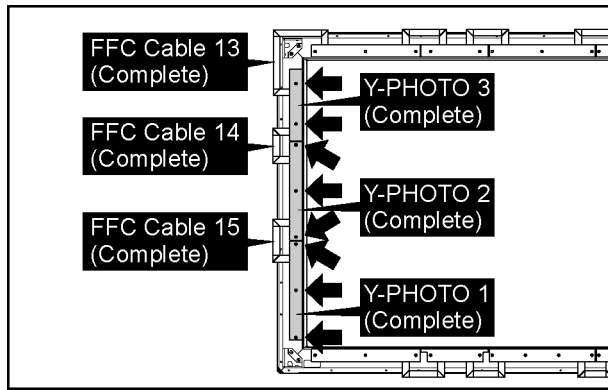 FFC Cable 13
(Complete)
Y-PHOTO 3
(Complete)
FFC Cable 14
(Complete)
Y-PHOTO 2
(Complete)
FFC Cable 15
(Complete)
Y-PHOTO 1
(Complete)